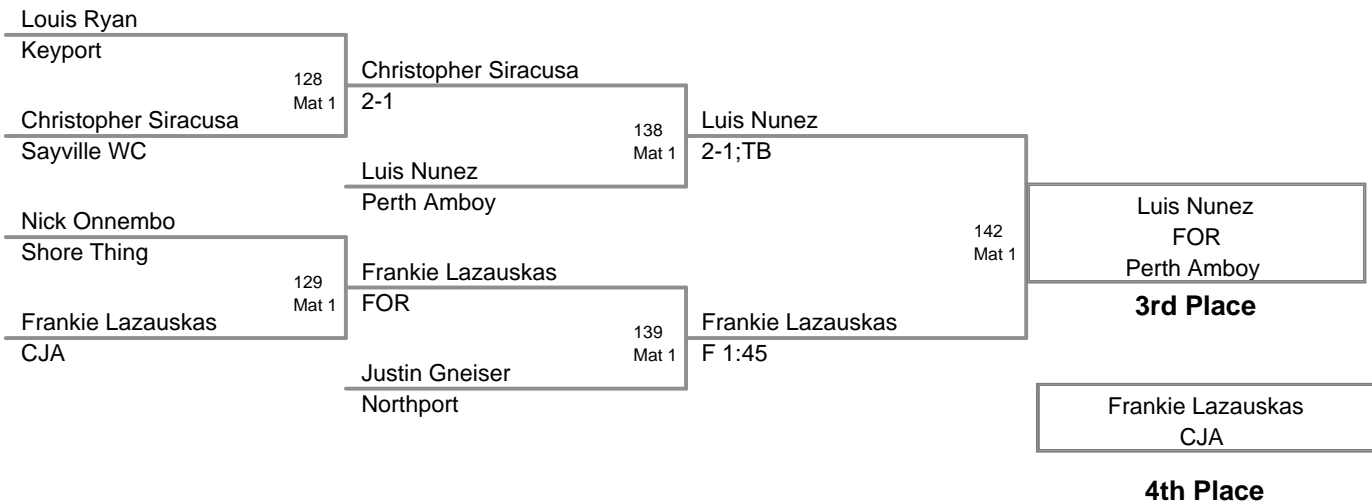 Louis Ryan
Keyport
128
Mat 1
Christopher Siracusa
Sayville WC
Christopher Siracusa
2-1
138
Mat 1
Luis Nunez
Perth Amboy
Luis Nunez
2-1;TB
Nick Onnembo
Shore Thing
129
Mat 1
Frankie Lazauskas
CJA
Frankie Lazauskas
FOR
139
Mat 1
Justin Gneiser
Northport
Frankie Lazauskas
F 1:45
142
Mat 1
Luis Nunez
FOR
Perth Amboy
3rd Place
Frankie Lazauskas
CJA
4th Place